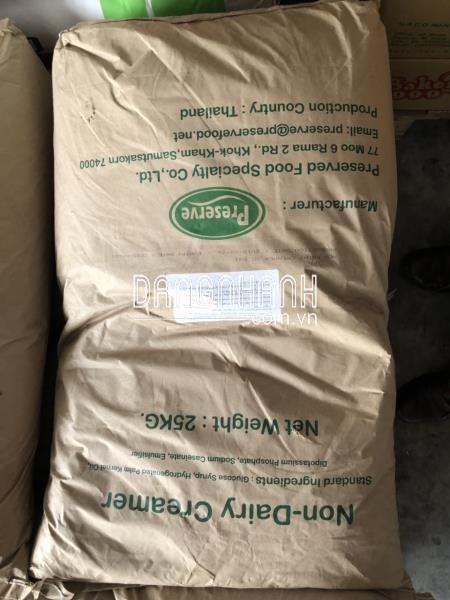 Non-Dairy Creamer
Standard Ingredients : Glucose Syrup, Hydrogenated Palm Kernel Oil,
Dipotassium Phosphate, Sodium Caseinate, Emulsifier
Net Weight : 25KG.
DANGNHANH
.com.vn
Preserve
Manufacturer :
Preserved Food Specialty Co.,Ltd.
77 Moo 6 Rama 2 Rd., Khok-Kham,Samutsakorn 74000
Email: preserve@preservefood.net
Production Country : Thailand